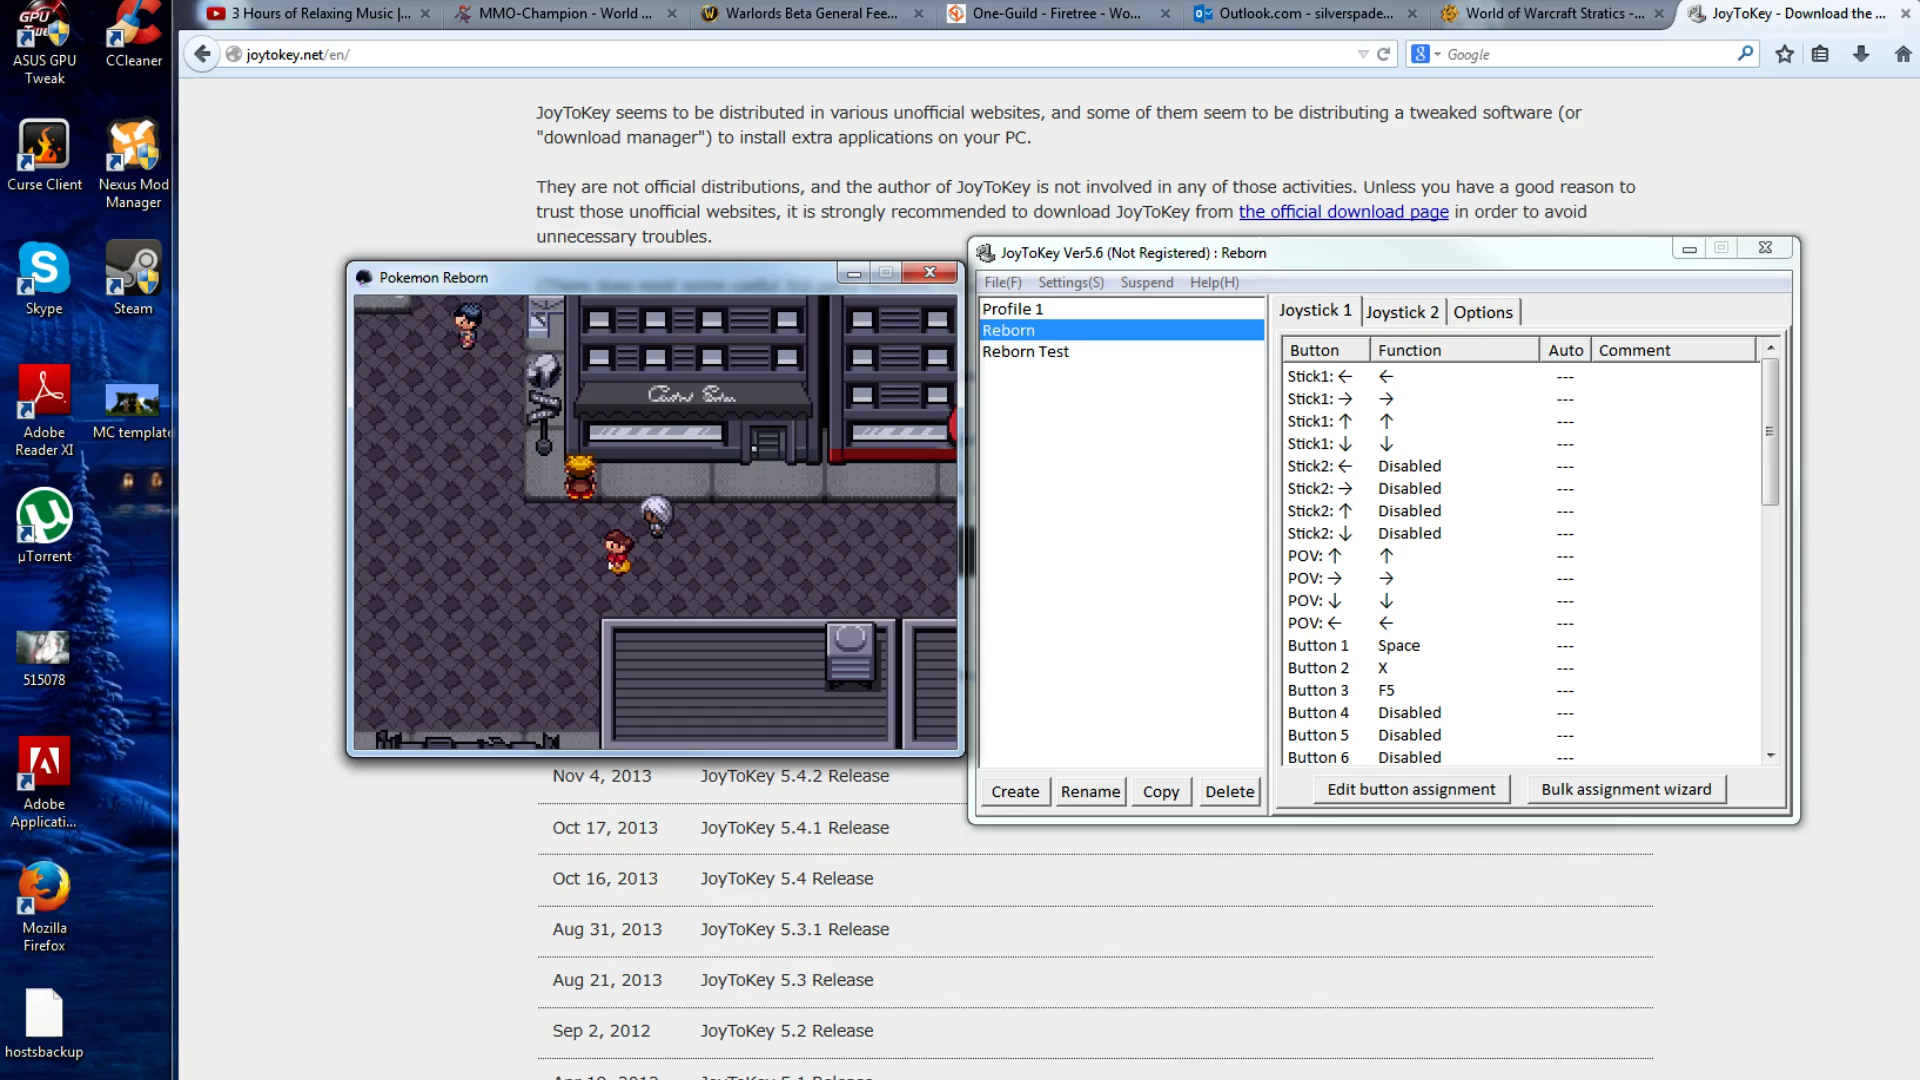 3 Hours of Relaxing Music |...
MMO-Champion - World ...
Warlords Beta General Fee...
One-Guild - Firetree - Wo...
Outlook.com - silverspade...
World of Warcraft Stratics -...
JoyToKey - Download the ...
joytokey.net/en/
Google
ASUS GPU
Tweak
CCleaner
Curse Client
Nexus Mod
Manager
Skype
Steam
Adobe
Reader XI
MC template
µTorrent
515078
Adobe
Applicati...
Mozilla
Firefox
hostsbackup
JoyToKey seems to be distributed in various unofficial websites, and some of them seem to be distributing a tweaked software (or
"download manager") to install extra applications on your PC.
They are not official distributions, and the author of JoyToKey is not involved in any of those activities. Unless you have a good reason to
trust those unofficial websites, it is strongly recommended to download JoyToKey from the official download page in order to avoid
unnecessary troubles.
Pokemon Reborn
JoyToKey Ver5.6 (Not Registered) : Reborn
File(F) Settings(S) Suspend Help(H)
Profile 1
Reborn
Reborn Test
Joystick 1 Joystick 2 Options
Button Function Auto Comment
Stick1: ← ← ---
Stick1: → → ---
Stick1: ↑ ↑ ---
Stick1: ↓ ↓ ---
Stick2: ← Disabled ---
Stick2: → Disabled ---
Stick2: ↑ Disabled ---
Stick2: ↓ Disabled ---
POV: ↑ ↑ ---
POV: → → ---
POV: ↓ ↓ ---
POV: ← ← ---
Button 1 Space ---
Button 2 X ---
Button 3 F5 ---
Button 4 Disabled ---
Button 5 Disabled ---
Button 6 Disabled ---
Create Rename Copy Delete
Edit button assignment Bulk assignment wizard
Nov 4, 2013 JoyToKey 5.4.2 Release
Oct 17, 2013 JoyToKey 5.4.1 Release
Oct 16, 2013 JoyToKey 5.4 Release
Aug 31, 2013 JoyToKey 5.3.1 Release
Aug 21, 2013 JoyToKey 5.3 Release
Sep 2, 2012 JoyToKey 5.2 Release